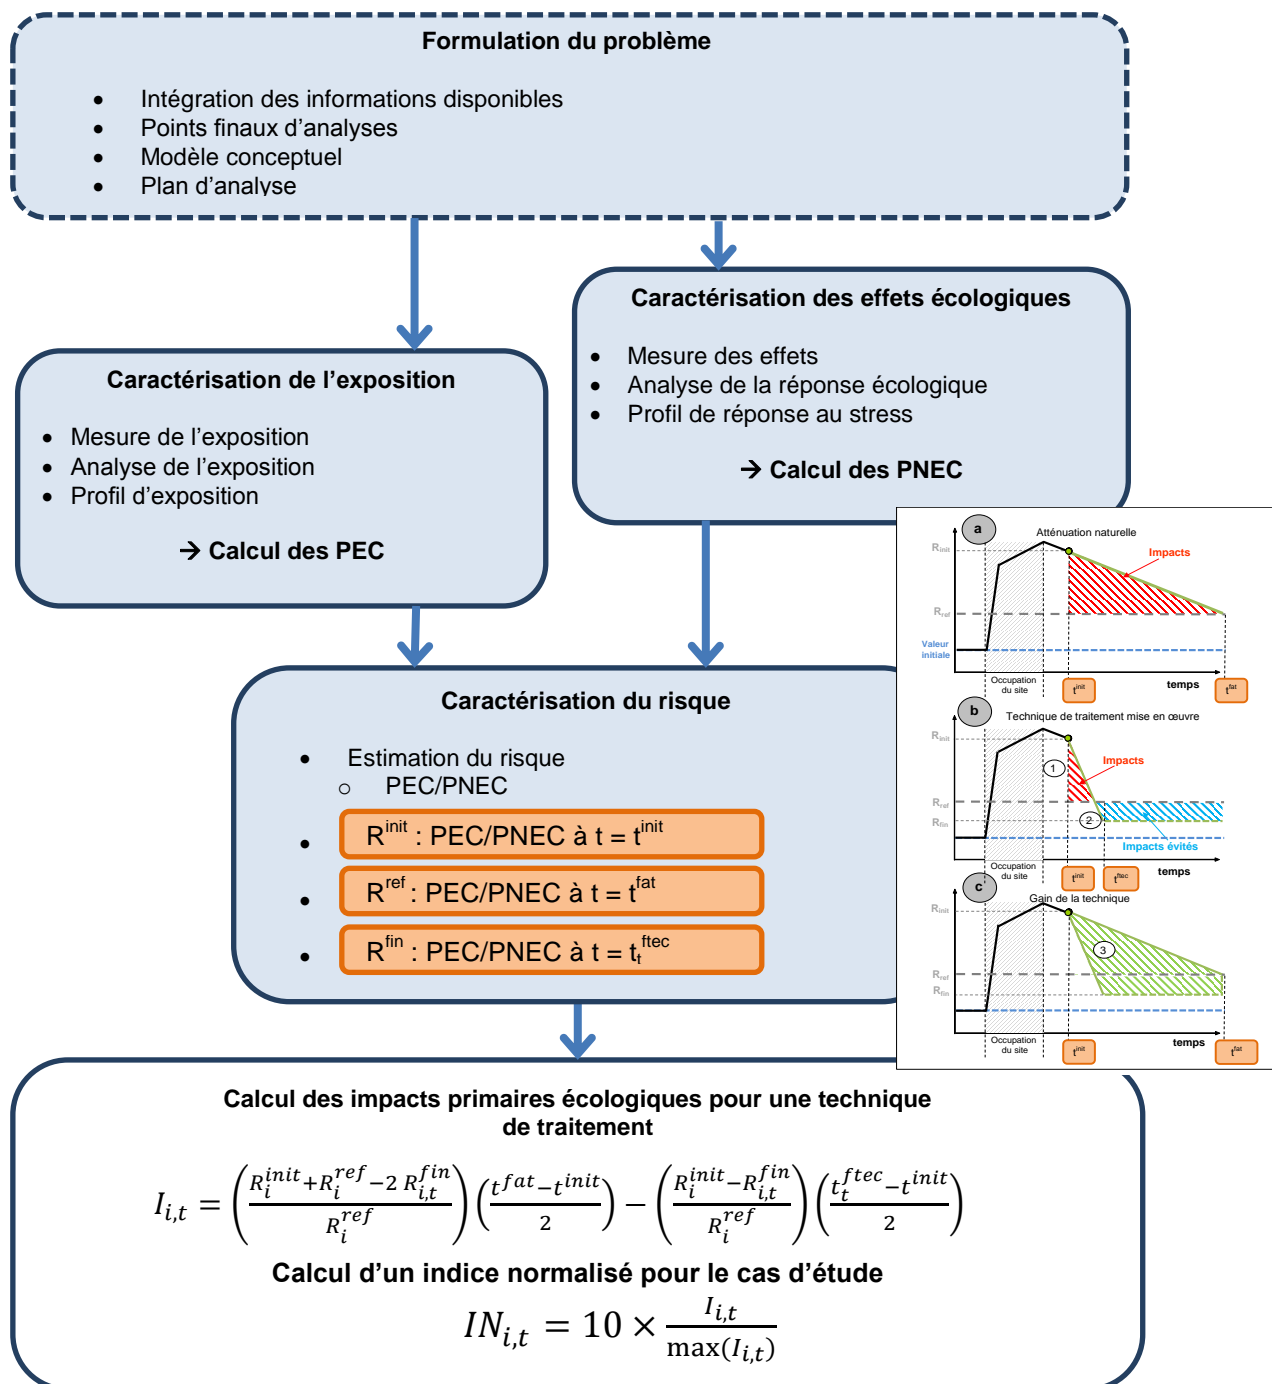 Formulation du problème
• Intégration des informations disponibles
• Points finaux d'analyses
• Modèle conceptuel
• Plan d'analyse
Caractérisation des effets écologiques
• Mesure des effets
• Analyse de la réponse écologique
• Profil de réponse au stress
→ Calcul des PNEC
Caractérisation de l'exposition
• Mesure de l'exposition
• Analyse de l'exposition
• Profil d'exposition
→ Calcul des PEC
Caractérisation du risque
• Estimation du risque
o PEC/PNEC
• R^init : PEC/PNEC à t = t^init
• R^ref : PEC/PNEC à t = t^fat
• R^fin : PEC/PNEC à t = t_t^ftec
a
Atténuation naturelle
R_init
Impacts
R_ref
Valeur
initiale
Occupation
du site
t^init
temps
t^fat
b
Technique de traitement mise en œuvre
R_init
1
Impacts
R_ref
R_fin
2
Impacts évités
Occupation
du site
t^init
t^ftec
temps
c
Gain de la technique
R_init
3
R_ref
R_fin
Occupation
du site
t^init
temps
t^fat
Calcul des impacts primaires écologiques pour une technique
de traitement
I_{i,t} = ((R_i^{init}+R_i^{ref}−2 R_{i,t}^{fin})/R_i^{ref}) ((t^{fat}−t^{init})/2) − ((R_i^{init}−R_{i,t}^{fin})/R_i^{ref}) ((t_t^{ftec}−t^{init})/2)
Calcul d'un indice normalisé pour le cas d'étude
IN_{i,t} = 10 × I_{i,t}/max(I_{i,t})